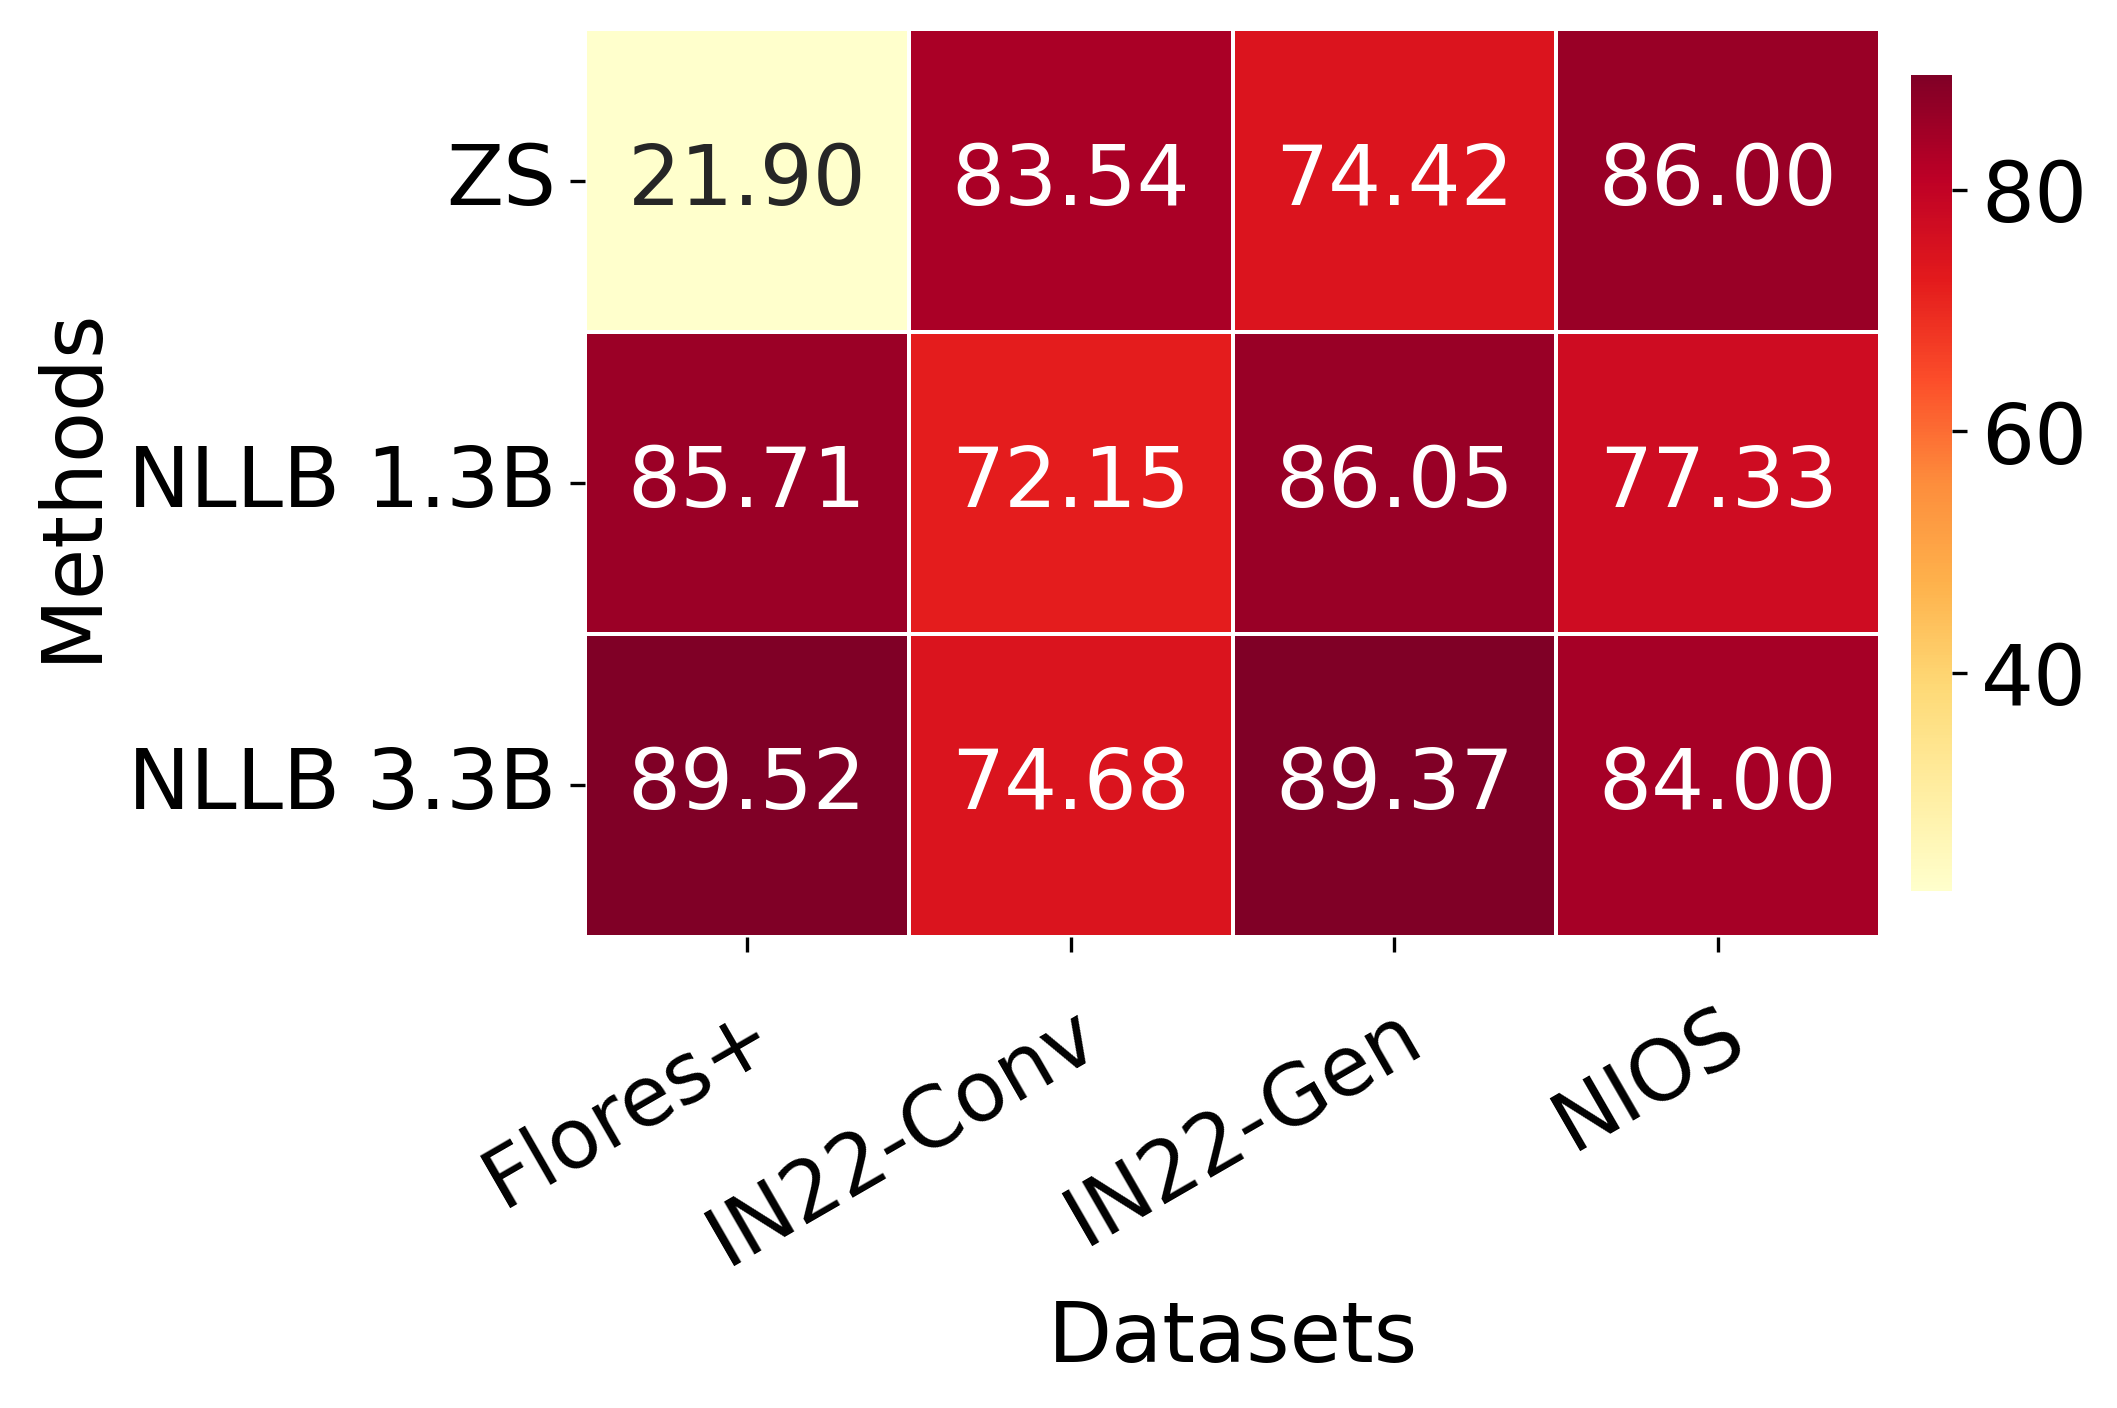 ZS 21.90 83.54 74.42 86.00
NLLB 1.3B 85.71 72.15 86.05 77.33
NLLB 3.3B 89.52 74.68 89.37 84.00
Methods
Flores+ IN22-Conv IN22-Gen NIOS
Datasets
80
60
40